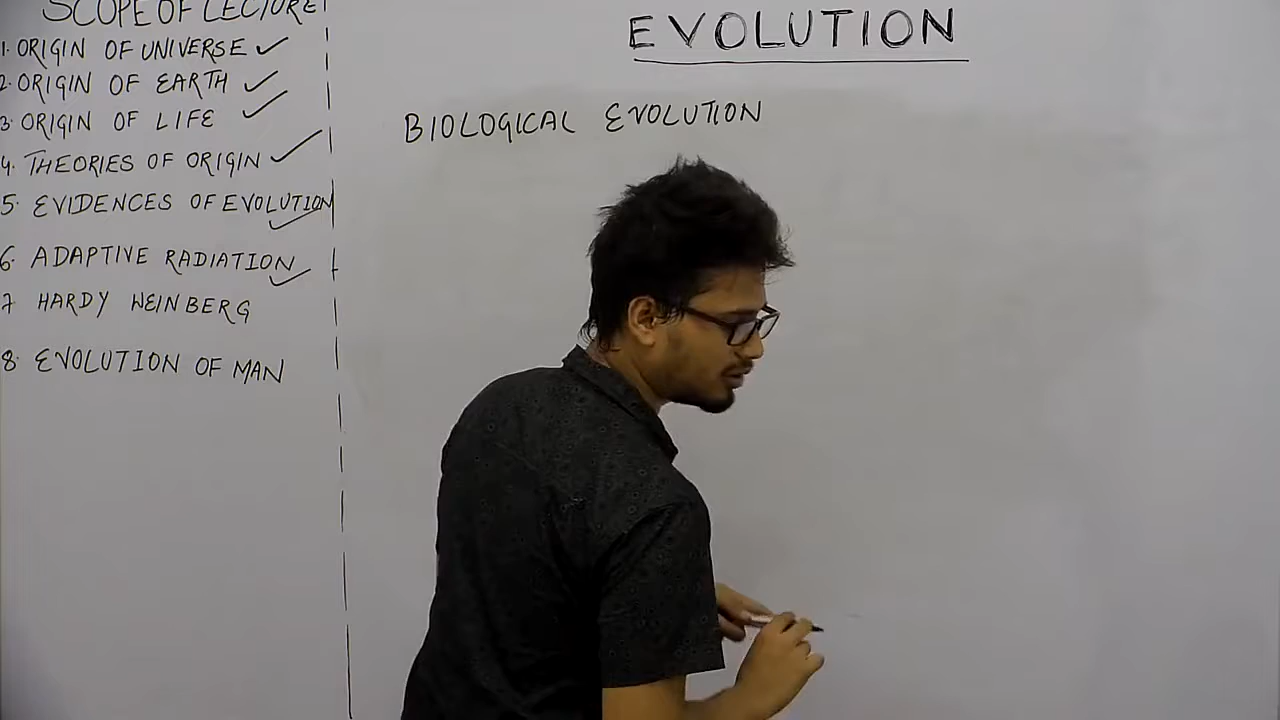 SCOPE OF LECTURE
1. ORIGIN OF UNIVERSE
2. ORIGIN OF EARTH
3. ORIGIN OF LIFE
4. THEORIES OF ORIGIN
5. EVIDENCES OF EVOLUTION
6. ADAPTIVE RADIATION
7 HARDY WEINBERG
8. EVOLUTION OF MAN
EVOLUTION
BIOLOGICAL EVOLUTION